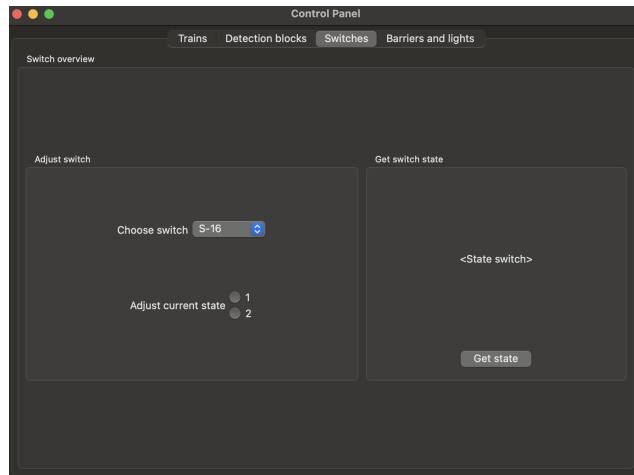 Control Panel
Trains Detection blocks Switches Barriers and lights
Switch overview
Adjust switch
Get switch state
Choose switch S-16
<State switch>
Adjust current state
1
2
Get state